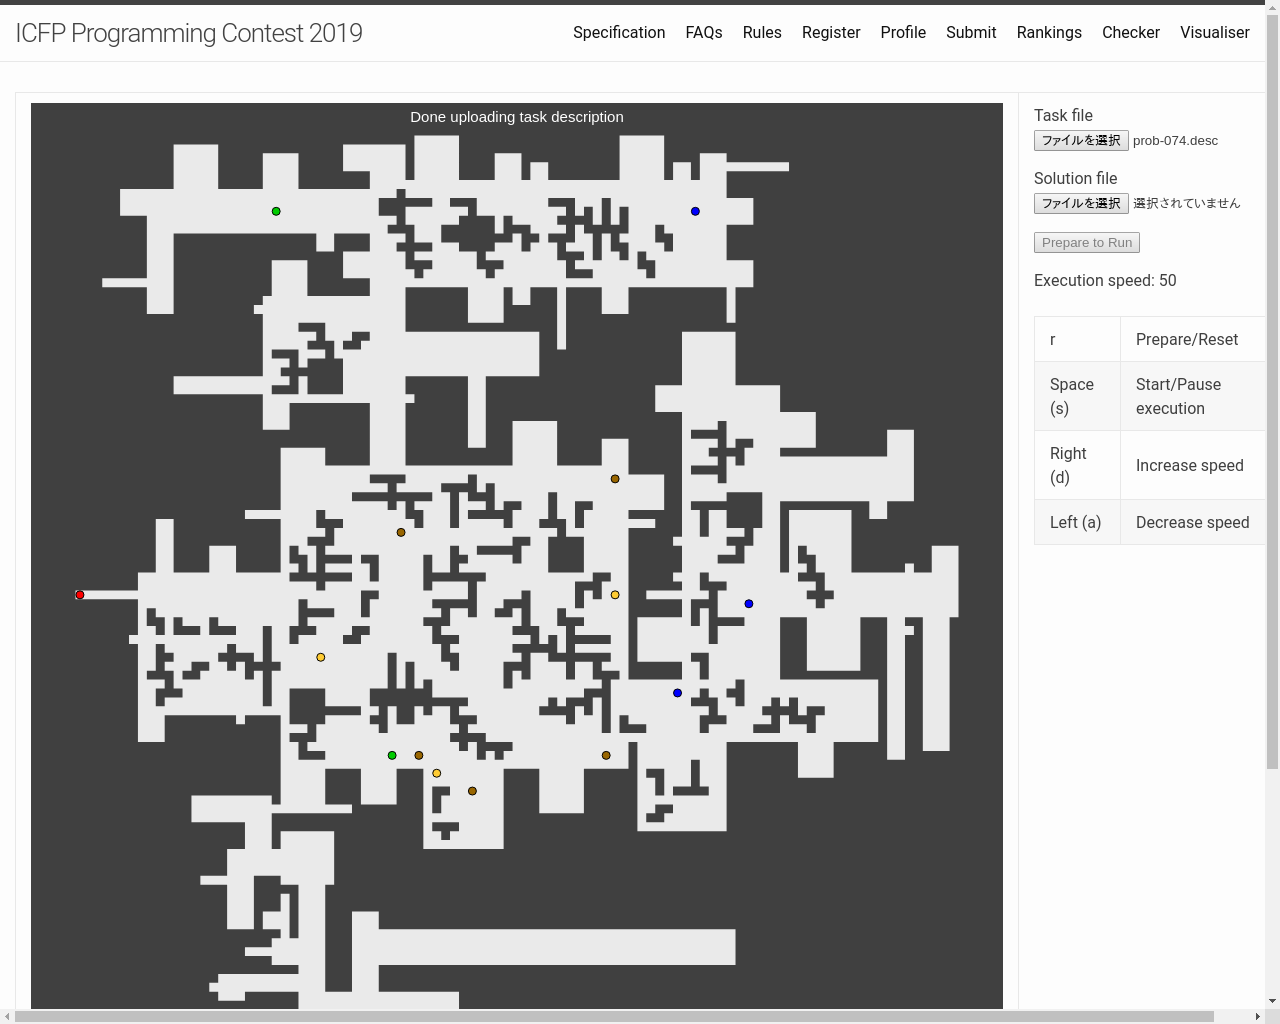 ICFP Programming Contest 2019
Specification FAQs Rules Register Profile Submit Rankings Checker Visualiser
Done uploading task description
Task file
ファイルを選択 prob-074.desc
Solution file
ファイルを選択 選択されていません
Prepare to Run
Execution speed: 50
r Prepare/Reset
Space (s) Start/Pause execution
Right (d) Increase speed
Left (a) Decrease speed